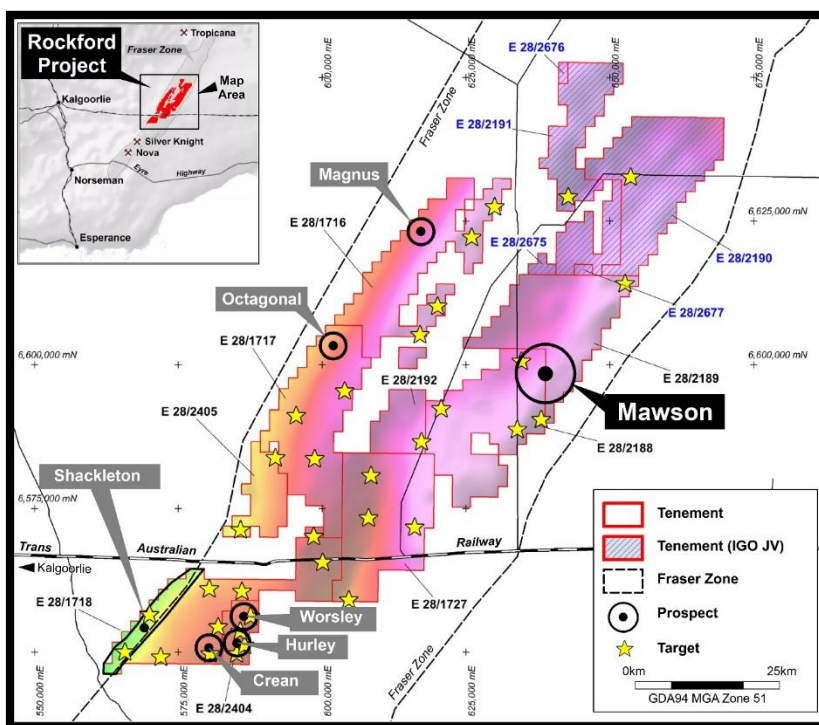 Tropicana
Fraser Zone
Rockford
Project
Map
Area
Kalgoorlie
Silver Knight
Nova
Eyre
Highway
Norseman
Esperance
600,000 mE
625,000 mE
650,000 mE
675,000 mE
E 28/2676
Fraser Zone
E 28/2191
Magnus
E 28/1716
6,625,000 mN
6,625,000 mN
E 28/2675
E 28/2190
Octagonal
E 28/2677
E 28/1717
6,600,000 mN
6,600,000 mN
E 28/2192
E 28/2189
E 28/2405
Mawson
E 28/2188
Shackleton
6,575,000 mN
Trans Australian Railway
Kalgoorlie
E 28/1718
E 28/1727
Worsley
Hurley
Crean
E 28/2404
550,000 mE
575,000 mE
600,000 mE
625,000 mE
Fraser Zone
Tenement
Tenement (IGO JV)
Fraser Zone
Prospect
Target
0km 25km
GDA94 MGA Zone 51